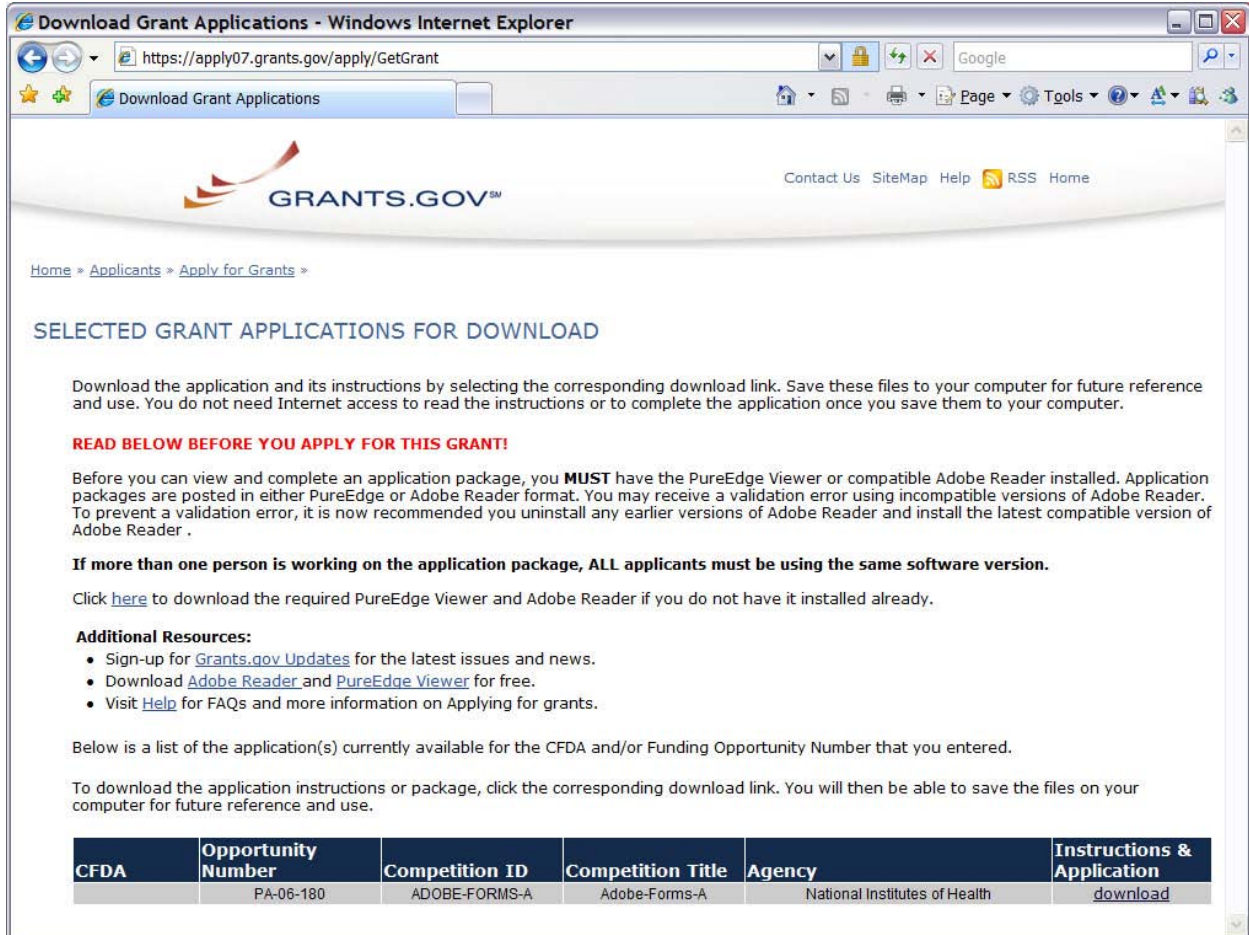 Download Grant Applications - Windows Internet Explorer
https://apply07.grants.gov/apply/GetGrant
Google
Download Grant Applications
Page
Tools
GRANTS.GOV℠
Contact Us SiteMap Help RSS Home
Home » Applicants » Apply for Grants »
SELECTED GRANT APPLICATIONS FOR DOWNLOAD
Download the application and its instructions by selecting the corresponding download link. Save these files to your computer for future reference
and use. You do not need Internet access to read the instructions or to complete the application once you save them to your computer.
READ BELOW BEFORE YOU APPLY FOR THIS GRANT!
Before you can view and complete an application package, you MUST have the PureEdge Viewer or compatible Adobe Reader installed. Application
packages are posted in either PureEdge or Adobe Reader format. You may receive a validation error using incompatible versions of Adobe Reader.
To prevent a validation error, it is now recommended you uninstall any earlier versions of Adobe Reader and install the latest compatible version of
Adobe Reader .
If more than one person is working on the application package, ALL applicants must be using the same software version.
Click here to download the required PureEdge Viewer and Adobe Reader if you do not have it installed already.
Additional Resources:
• Sign-up for Grants.gov Updates for the latest issues and news.
• Download Adobe Reader and PureEdge Viewer for free.
• Visit Help for FAQs and more information on Applying for grants.
Below is a list of the application(s) currently available for the CFDA and/or Funding Opportunity Number that you entered.
To download the application instructions or package, click the corresponding download link. You will then be able to save the files on your
computer for future reference and use.
CFDA Opportunity Number Competition ID Competition Title Agency Instructions & Application
PA-06-180 ADOBE-FORMS-A Adobe-Forms-A National Institutes of Health download